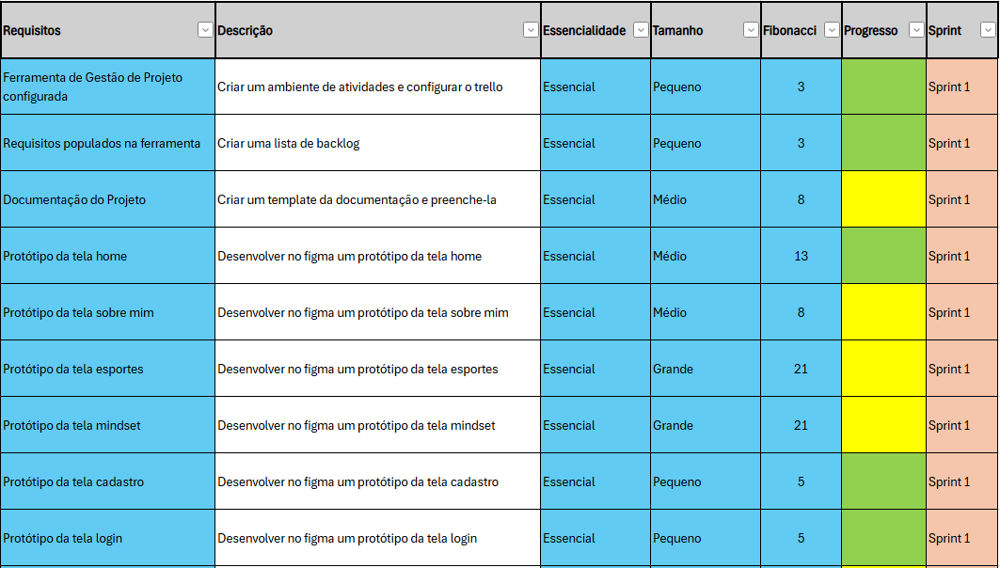 Requisitos Descrição Essencialidade Tamanho Fibonacci Progresso Sprint
Ferramenta de Gestão de Projeto
configurada
Criar um ambiente de atividades e configurar o trello Essencial Pequeno 3 Sprint 1
Requisitos populados na ferramenta Criar uma lista de backlog Essencial Pequeno 3 Sprint 1
Documentação do Projeto Criar um template da documentação e preenche-la Essencial Médio 8 Sprint 1
Protótipo da tela home Desenvolver no figma um protótipo da tela home Essencial Médio 13 Sprint 1
Protótipo da tela sobre mim Desenvolver no figma um protótipo da tela sobre mim Essencial Médio 8 Sprint 1
Protótipo da tela esportes Desenvolver no figma um protótipo da tela esportes Essencial Grande 21 Sprint 1
Protótipo da tela mindset Desenvolver no figma um protótipo da tela mindset Essencial Grande 21 Sprint 1
Protótipo da tela cadastro Desenvolver no figma um protótipo da tela cadastro Essencial Pequeno 5 Sprint 1
Protótipo da tela login Desenvolver no figma um protótipo da tela login Essencial Pequeno 5 Sprint 1